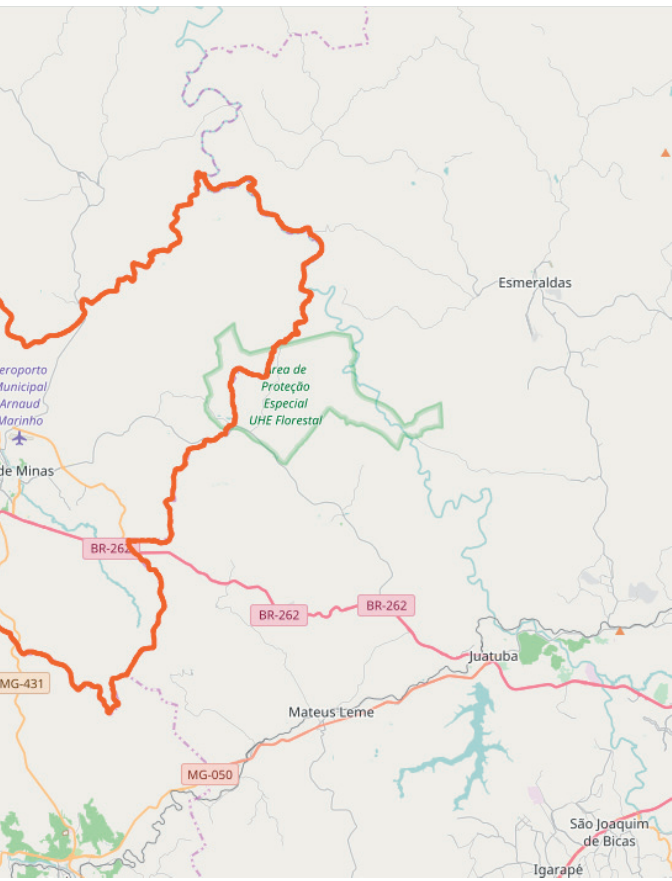 Esmeraldas
eroporto
Municipal
Arnaud
Marinho
Área de
Proteção
Especial
UHE Florestal
de Minas
BR-262
BR-262
BR-262
Juatuba
MG-431
Mateus Leme
MG-050
São Joaquim
de Bicas
Igarapé